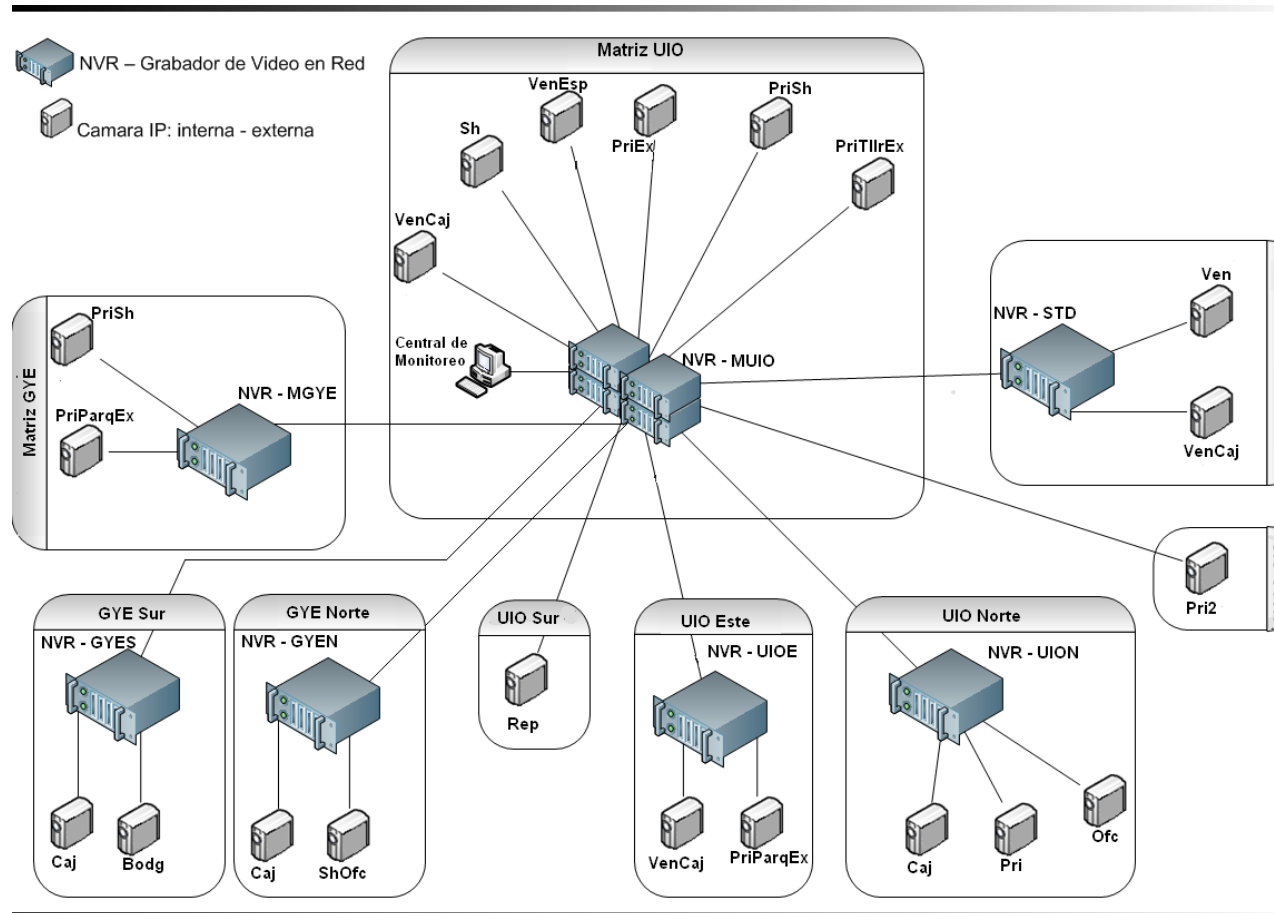 NVR – Grabador de Video en Red
Camara IP: interna - externa
Matriz UIO
VenEsp
PriEx
PriSh
PriTllrEx
Sh
VenCaj
Central de
Monitoreo
NVR - MUIO
Matriz GYE
PriSh
PriParqEx
NVR - MGYE
NVR - STD
Ven
VenCaj
Pri2
GYE Sur
NVR - GYES
Caj
Bodg
GYE Norte
NVR - GYEN
Caj
ShOfc
UIO Sur
Rep
UIO Este
NVR - UIOE
VenCaj
PriParqEx
UIO Norte
NVR - UION
Caj
Pri
Ofc